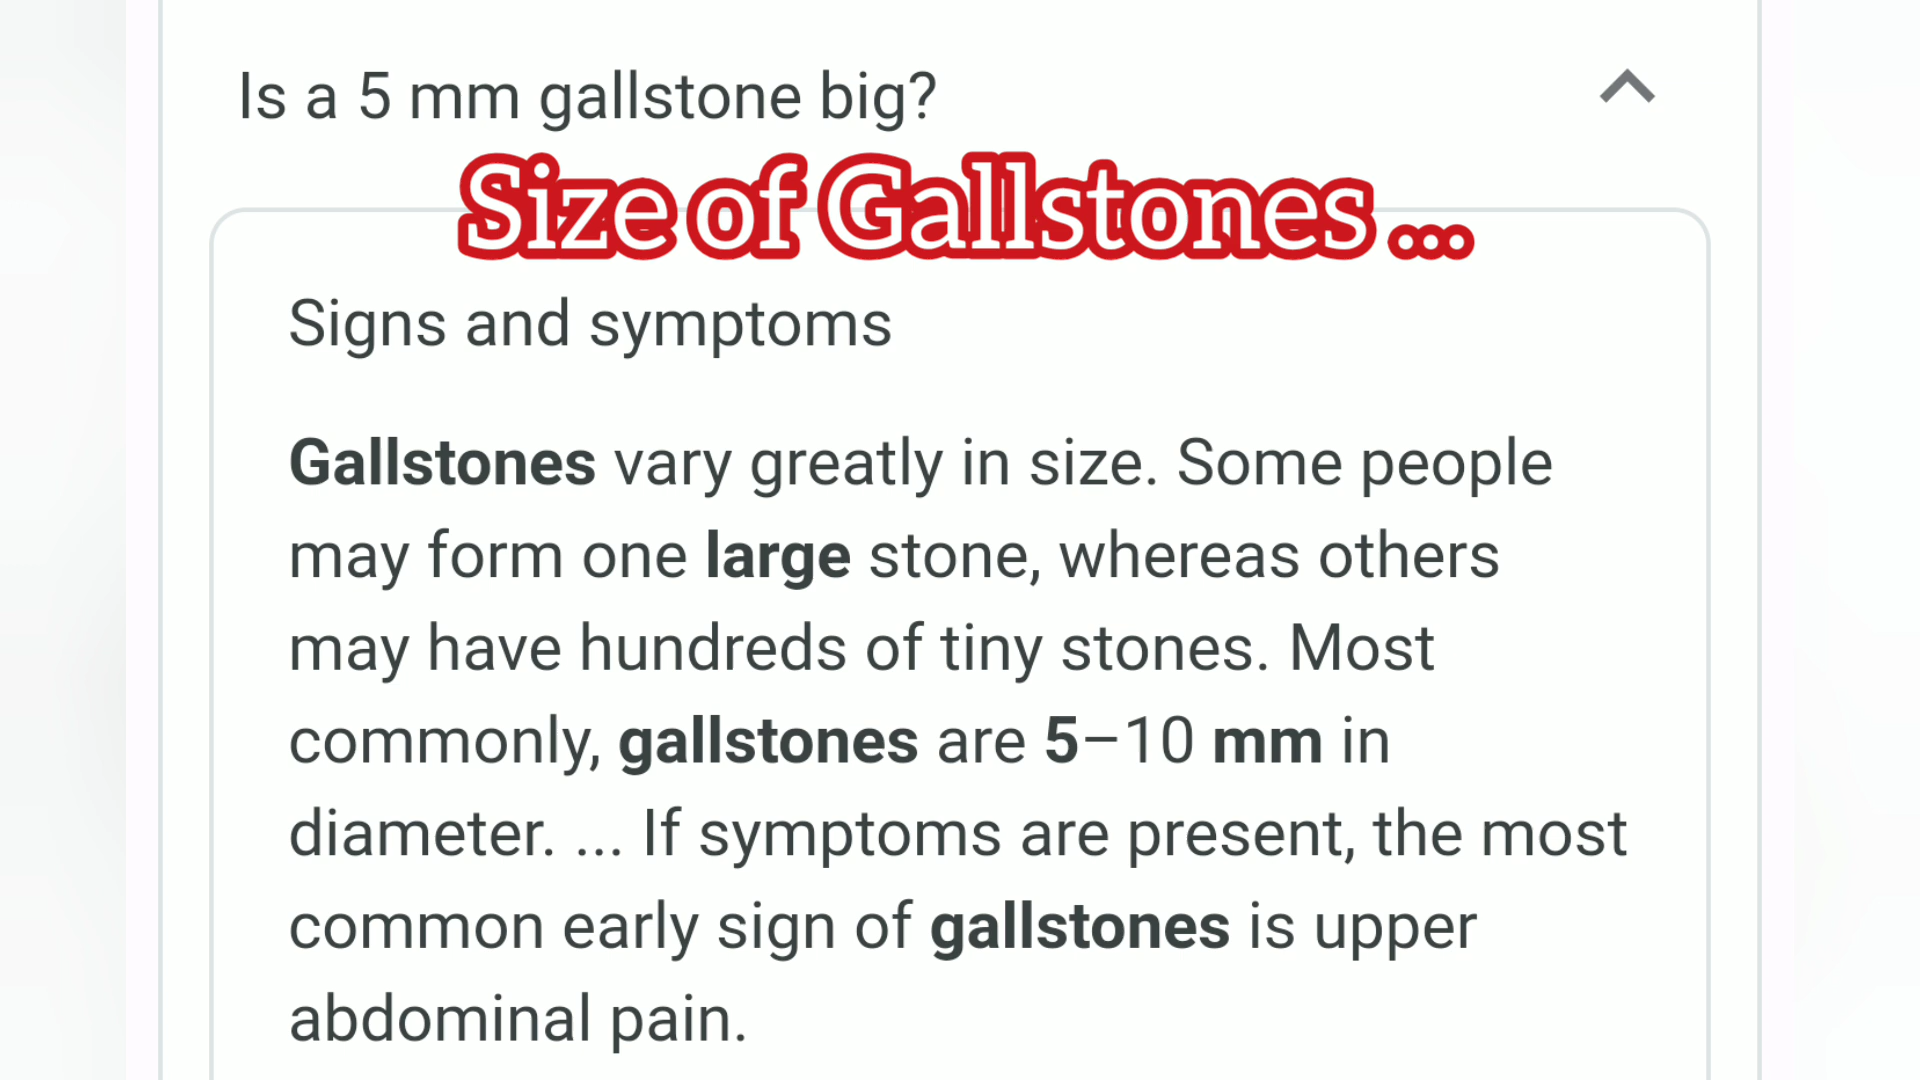 Is a 5 mm gallstone big?
Size of Gallstones...
Signs and symptoms
Gallstones vary greatly in size. Some people
may form one large stone, whereas others
may have hundreds of tiny stones. Most
commonly, gallstones are 5–10 mm in
diameter. ... If symptoms are present, the most
common early sign of gallstones is upper
abdominal pain.